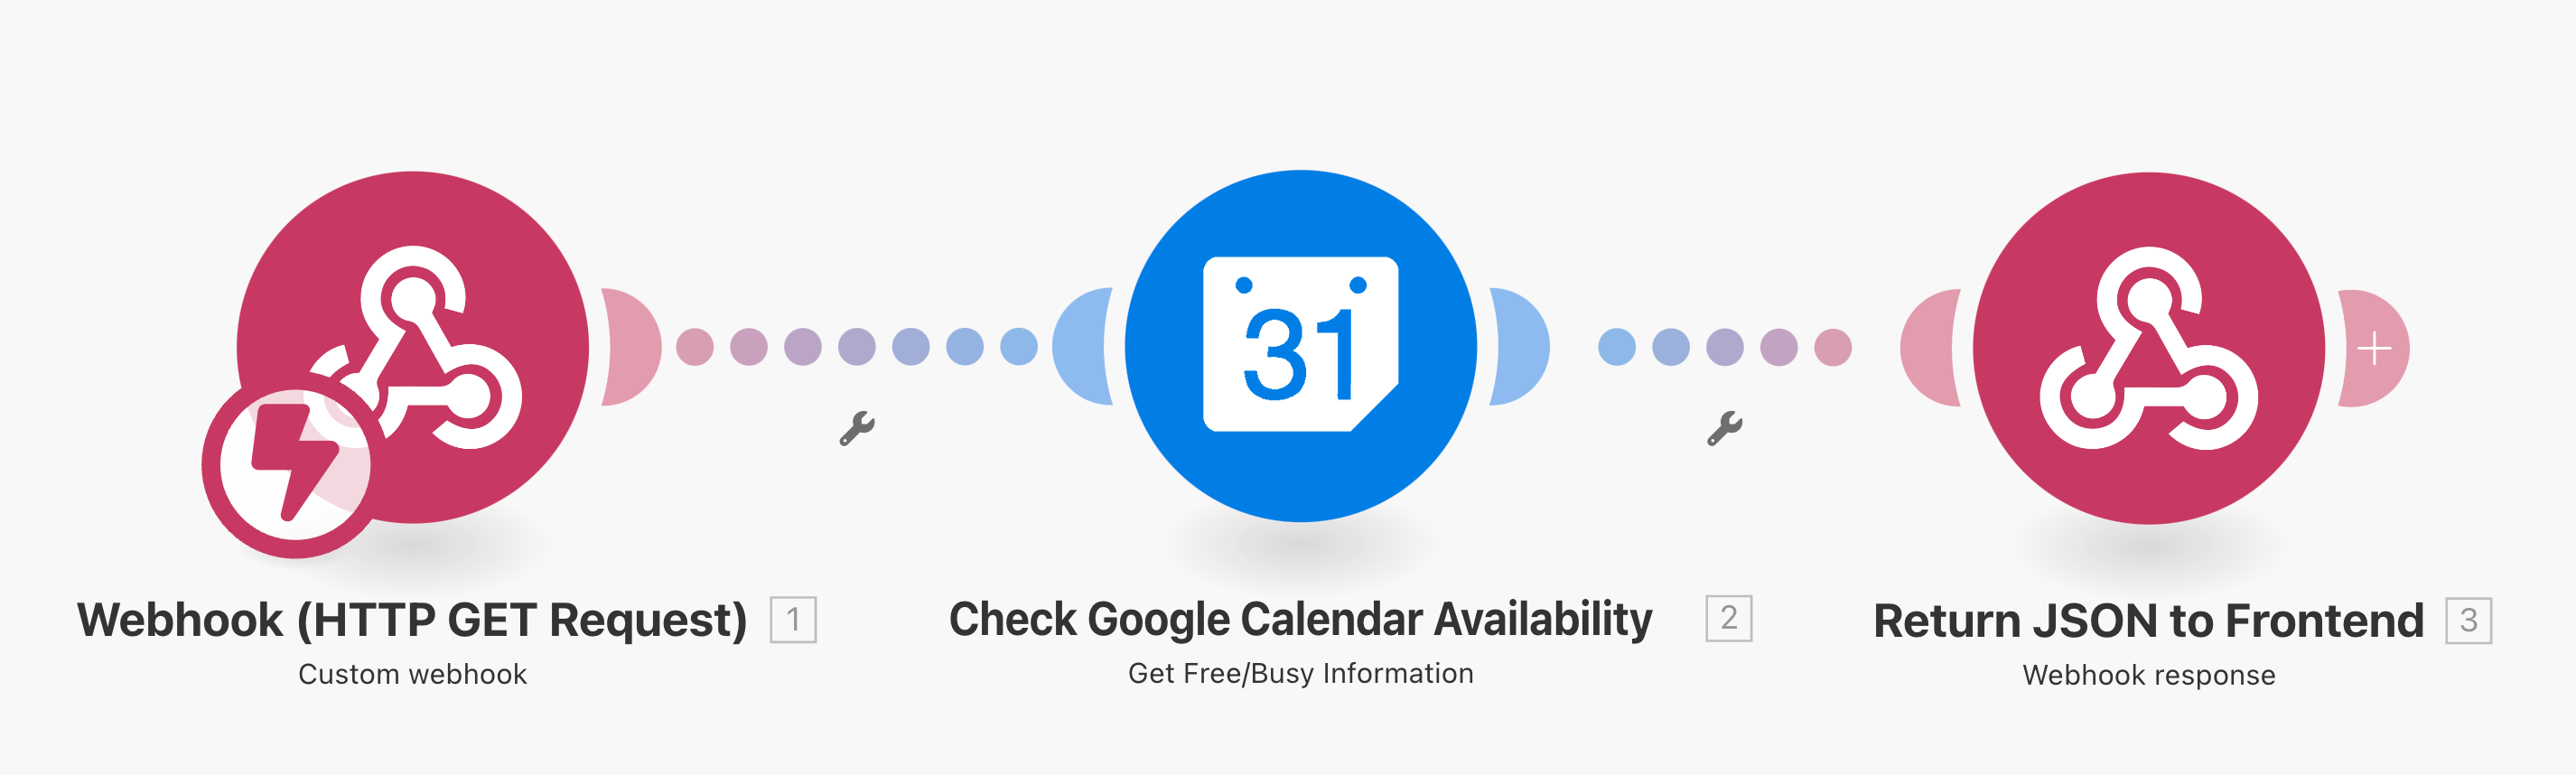 31
Webhook (HTTP GET Request) 1
Custom webhook
Check Google Calendar Availability 2
Get Free/Busy Information
Return JSON to Frontend 3
Webhook response